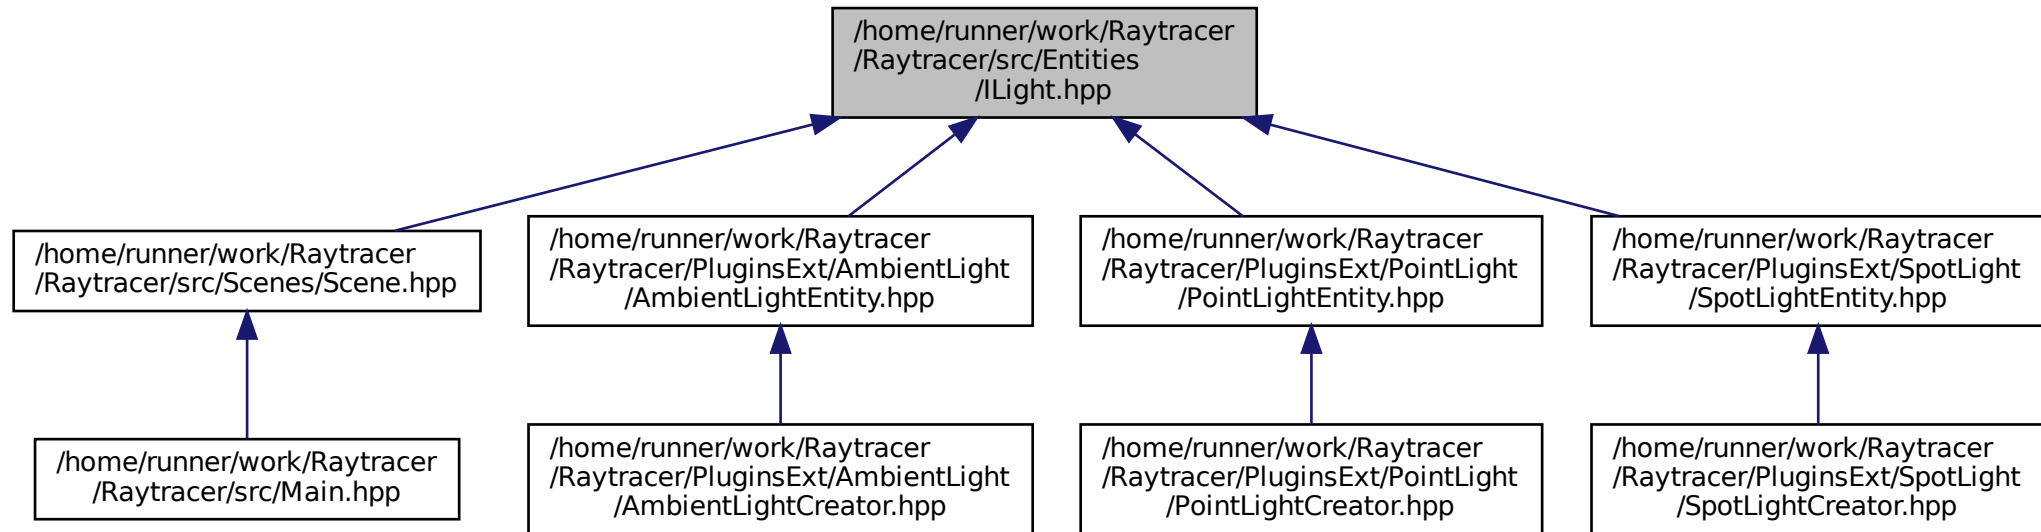 /home/runner/work/Raytracer
/Raytracer/src/Entities
/ILight.hpp
/home/runner/work/Raytracer
/Raytracer/src/Scenes/Scene.hpp
/home/runner/work/Raytracer
/Raytracer/PluginsExt/AmbientLight
/AmbientLightEntity.hpp
/home/runner/work/Raytracer
/Raytracer/PluginsExt/PointLight
/PointLightEntity.hpp
/home/runner/work/Raytracer
/Raytracer/PluginsExt/SpotLight
/SpotLightEntity.hpp
/home/runner/work/Raytracer
/Raytracer/src/Main.hpp
/home/runner/work/Raytracer
/Raytracer/PluginsExt/AmbientLight
/AmbientLightCreator.hpp
/home/runner/work/Raytracer
/Raytracer/PluginsExt/PointLight
/PointLightCreator.hpp
/home/runner/work/Raytracer
/Raytracer/PluginsExt/SpotLight
/SpotLightCreator.hpp